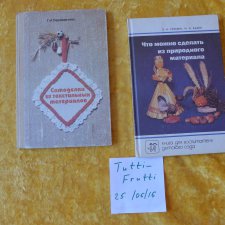 Самоделки
из текстильных
материалов
Что можно сделать
из природного
материала
книга для воспитателя
детского сада
Tutti-
Frutti
25/05/16